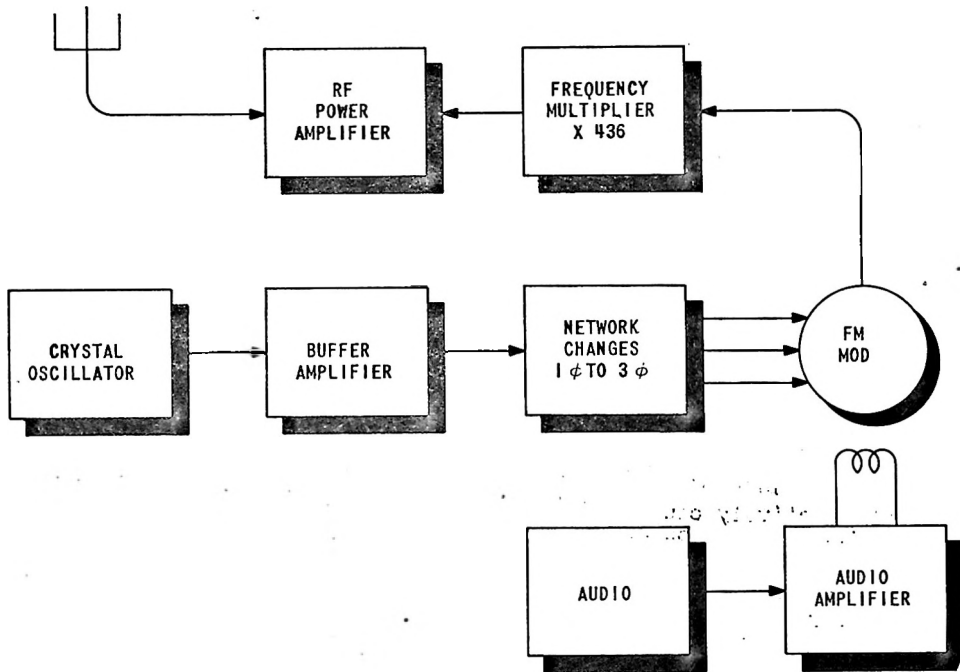 RF
POWER
AMPLIFIER
FREQUENCY
MULTIPLIER
X 436
CRYSTAL
OSCILLATOR
BUFFER
AMPLIFIER
NETWORK
CHANGES
1 ϕ TO 3 ϕ
FM
MOD
AUDIO
AUDIO
AMPLIFIER